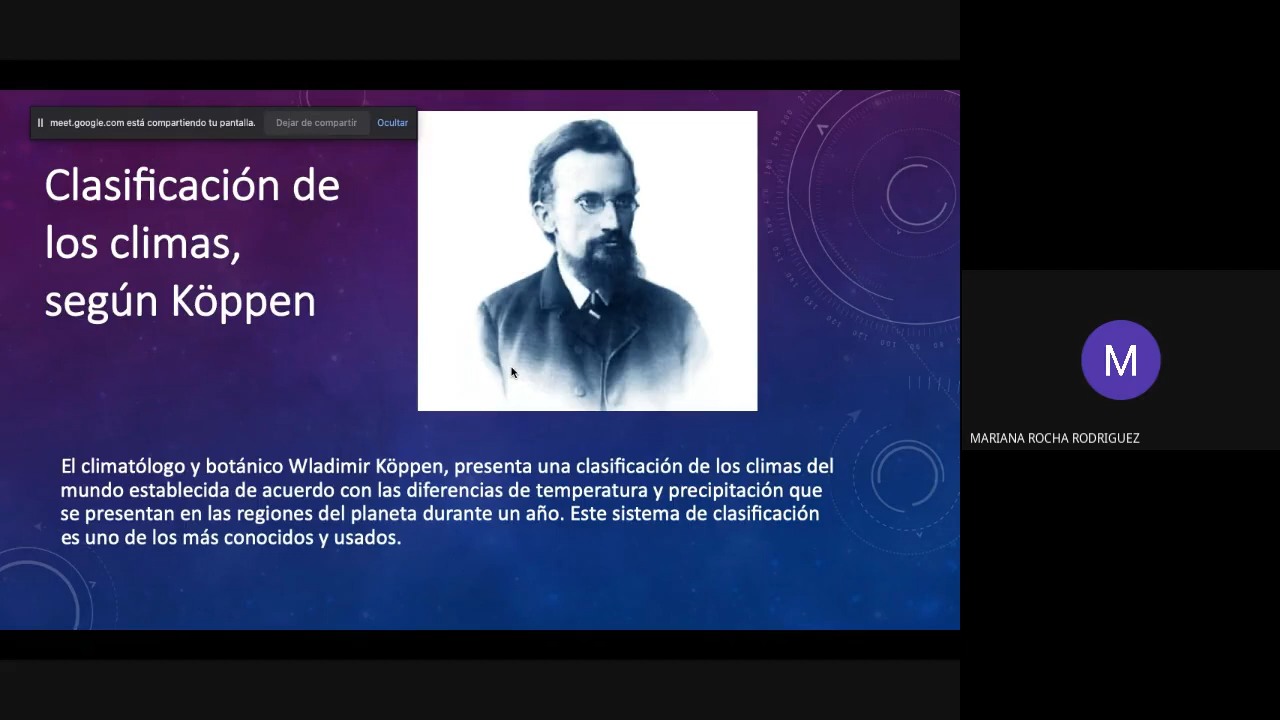 meet.google.com está compartiendo tu pantalla. Dejar de compartir Ocultar
Clasificación de
los climas,
según Köppen
El climatólogo y botánico Wladimir Köppen, presenta una clasificación de los climas del
mundo establecida de acuerdo con las diferencias de temperatura y precipitación que
se presentan en las regiones del planeta durante un año. Este sistema de clasificación
es uno de los más conocidos y usados.
M
MARIANA ROCHA RODRIGUEZ